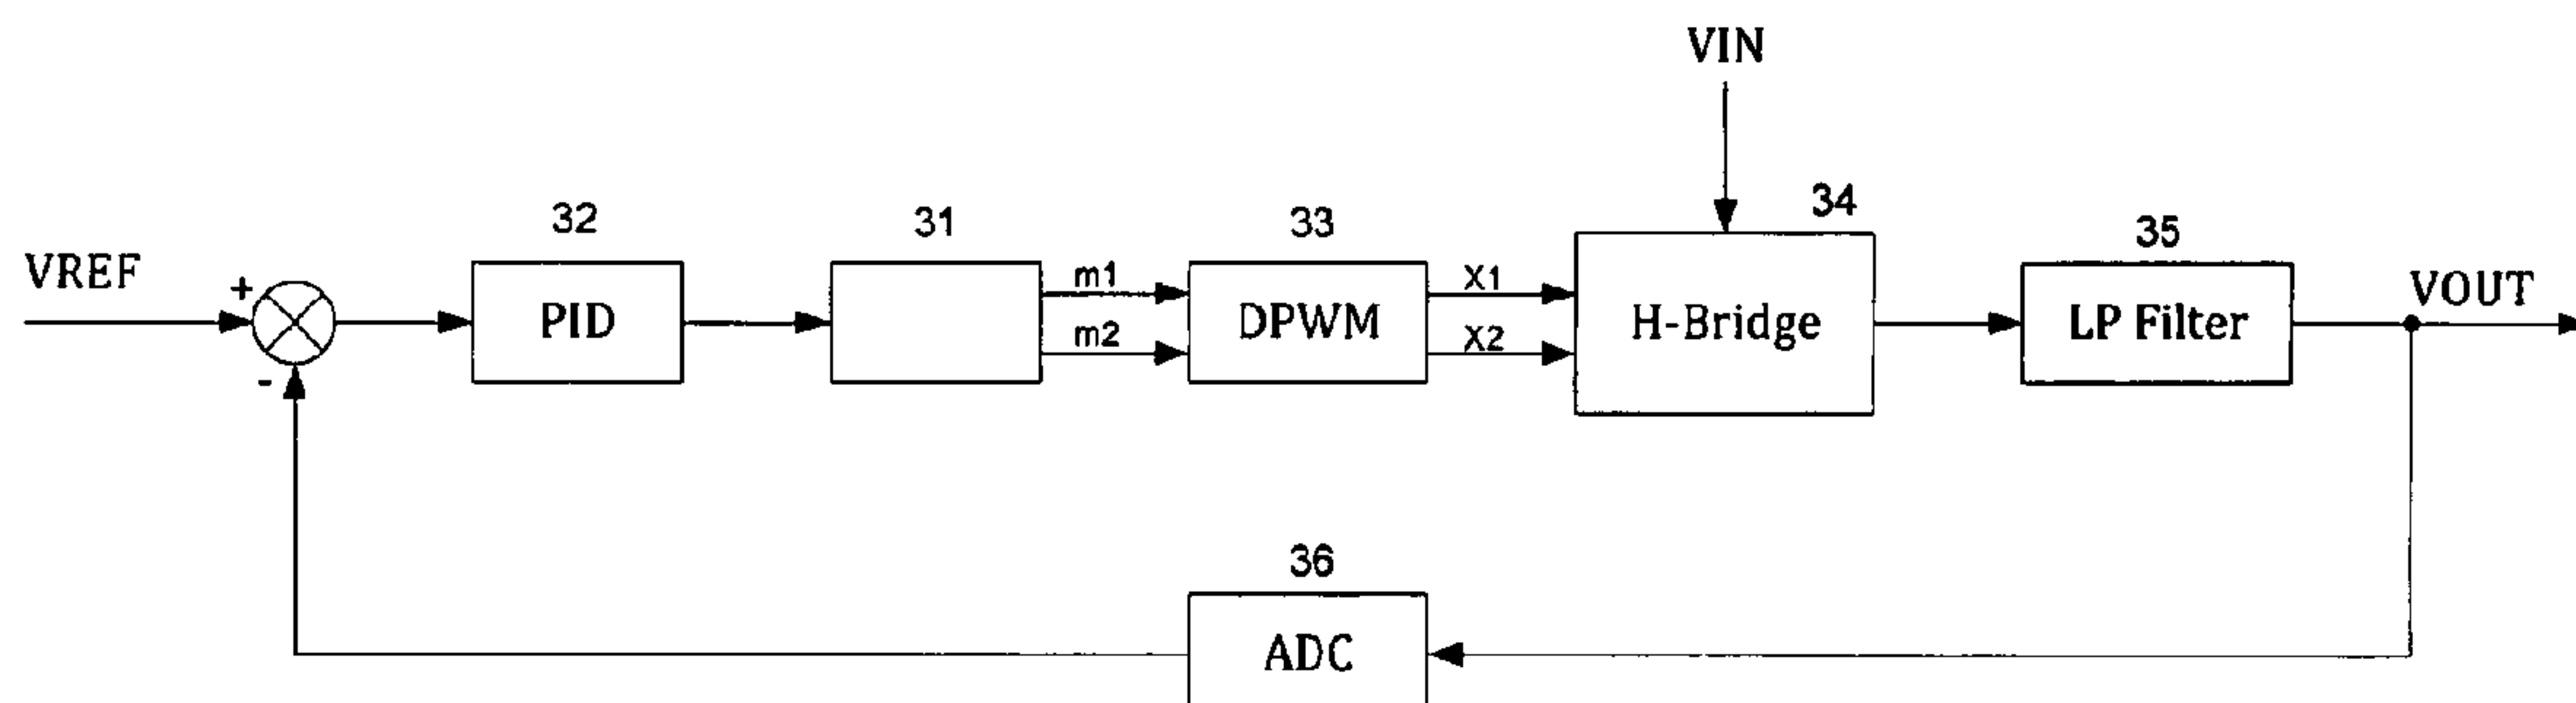 VIN
34
32
31
33
35
VREF
+
m1
X1
VOUT
PID
DPWM
H-Bridge
LP Filter
m2
X2
-
36
ADC